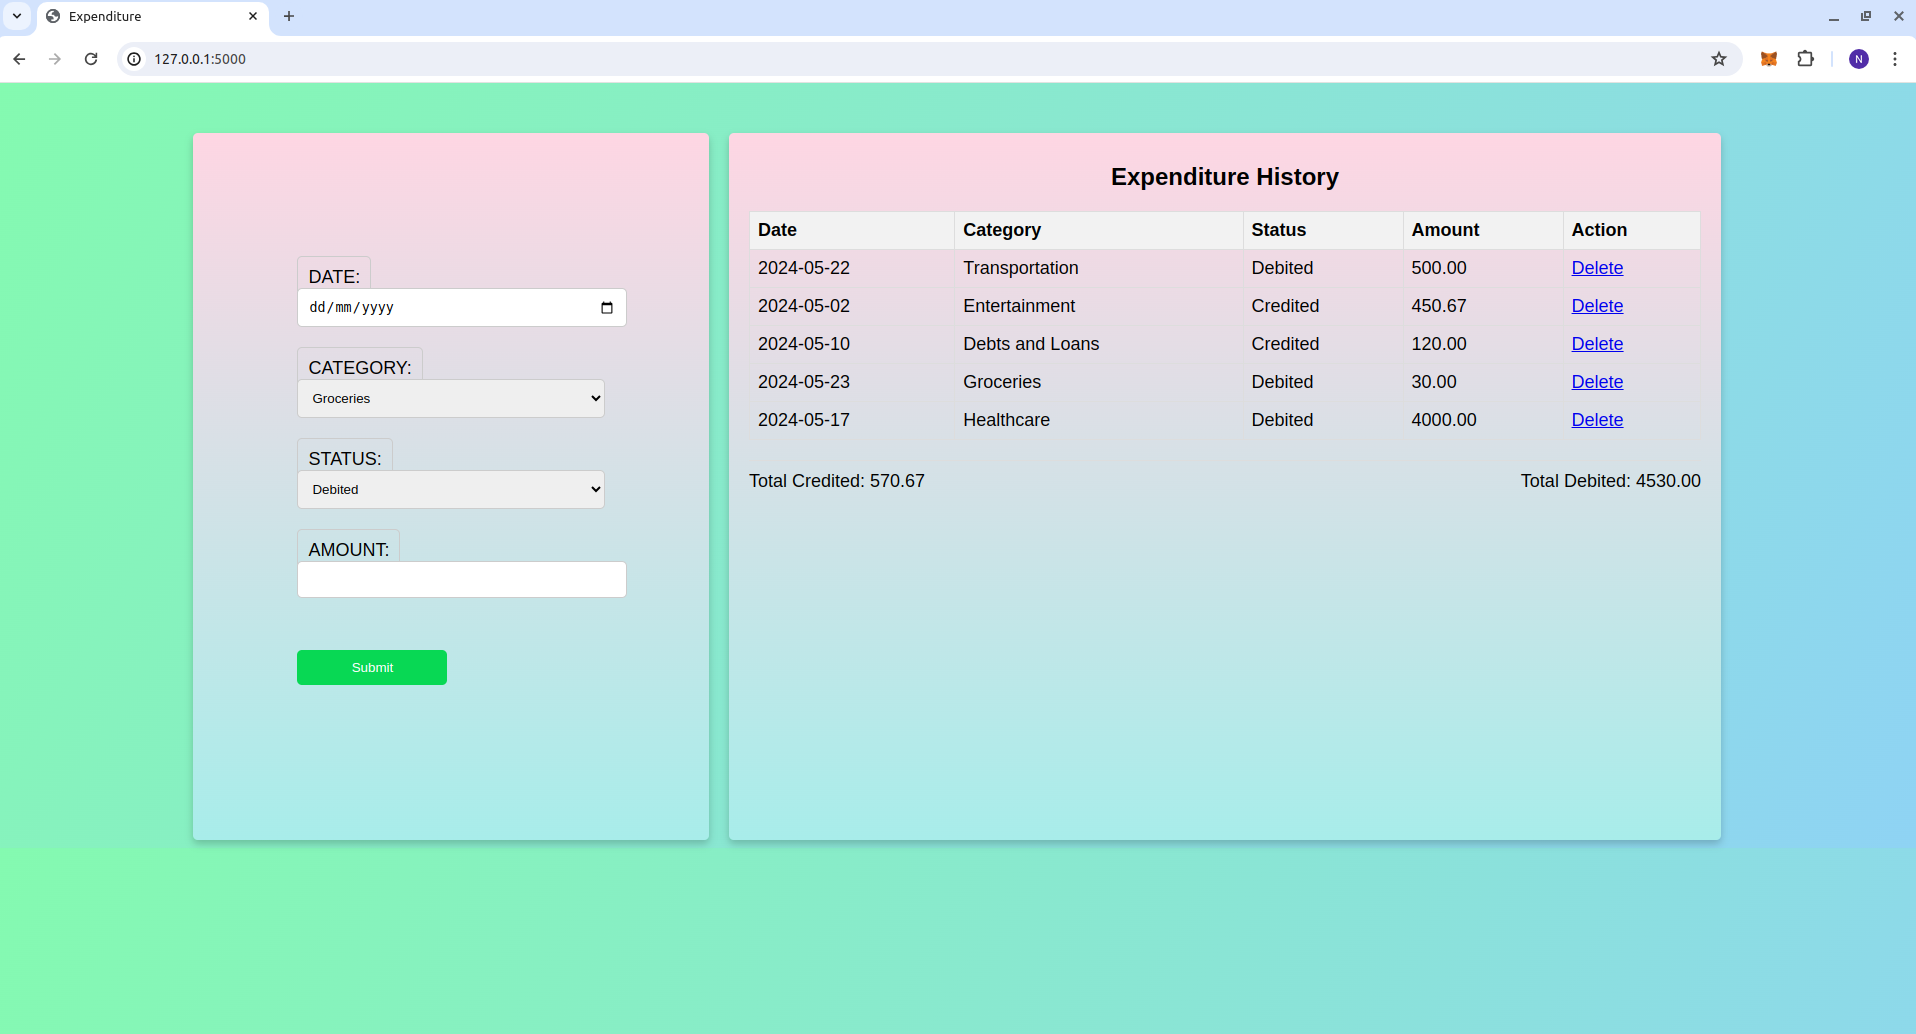 Expenditure
127.0.0.1:5000
N
DATE:
dd/mm/yyyy
CATEGORY:
Groceries
STATUS:
Debited
AMOUNT:
Submit
Expenditure History
Date Category Status Amount Action
2024-05-22 Transportation Debited 500.00 Delete
2024-05-02 Entertainment Credited 450.67 Delete
2024-05-10 Debts and Loans Credited 120.00 Delete
2024-05-23 Groceries Debited 30.00 Delete
2024-05-17 Healthcare Debited 4000.00 Delete
Total Credited: 570.67 Total Debited: 4530.00